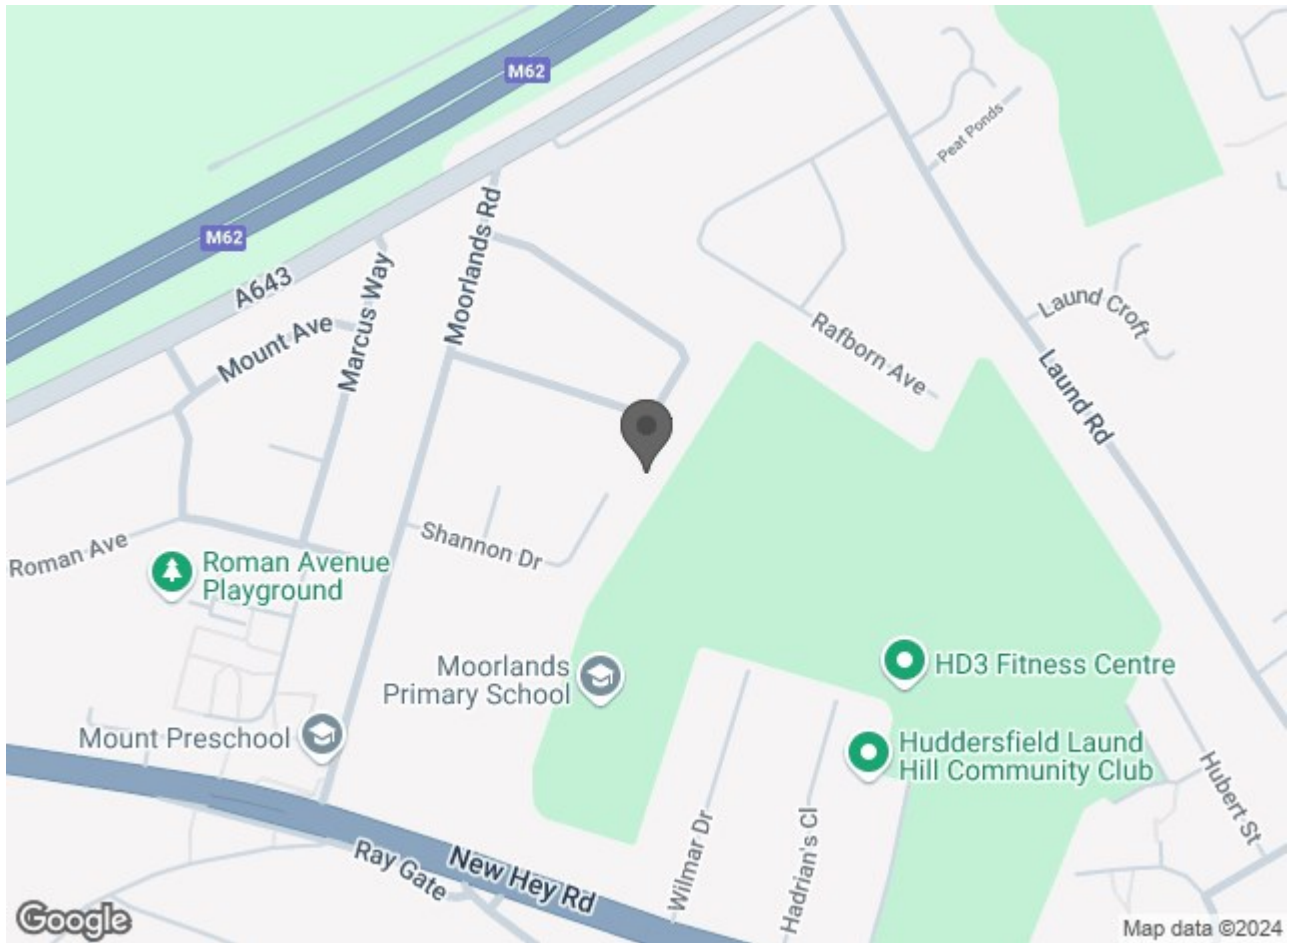 M62
Peat Ponds
Moorlands Rd
M62
A643
Marcus Way
Mount Ave
Laund Croft
Rafborn Ave
Laund Rd
Roman Ave
Shannon Dr
Roman Avenue
Playground
Moorlands
Primary School
HD3 Fitness Centre
Mount Preschool
Huddersfield Laund
Hill Community Club
Hubert St
Wilmar Dr
Hadrian's Cl
Ray Gate
New Hey Rd
Google
Map data ©2024